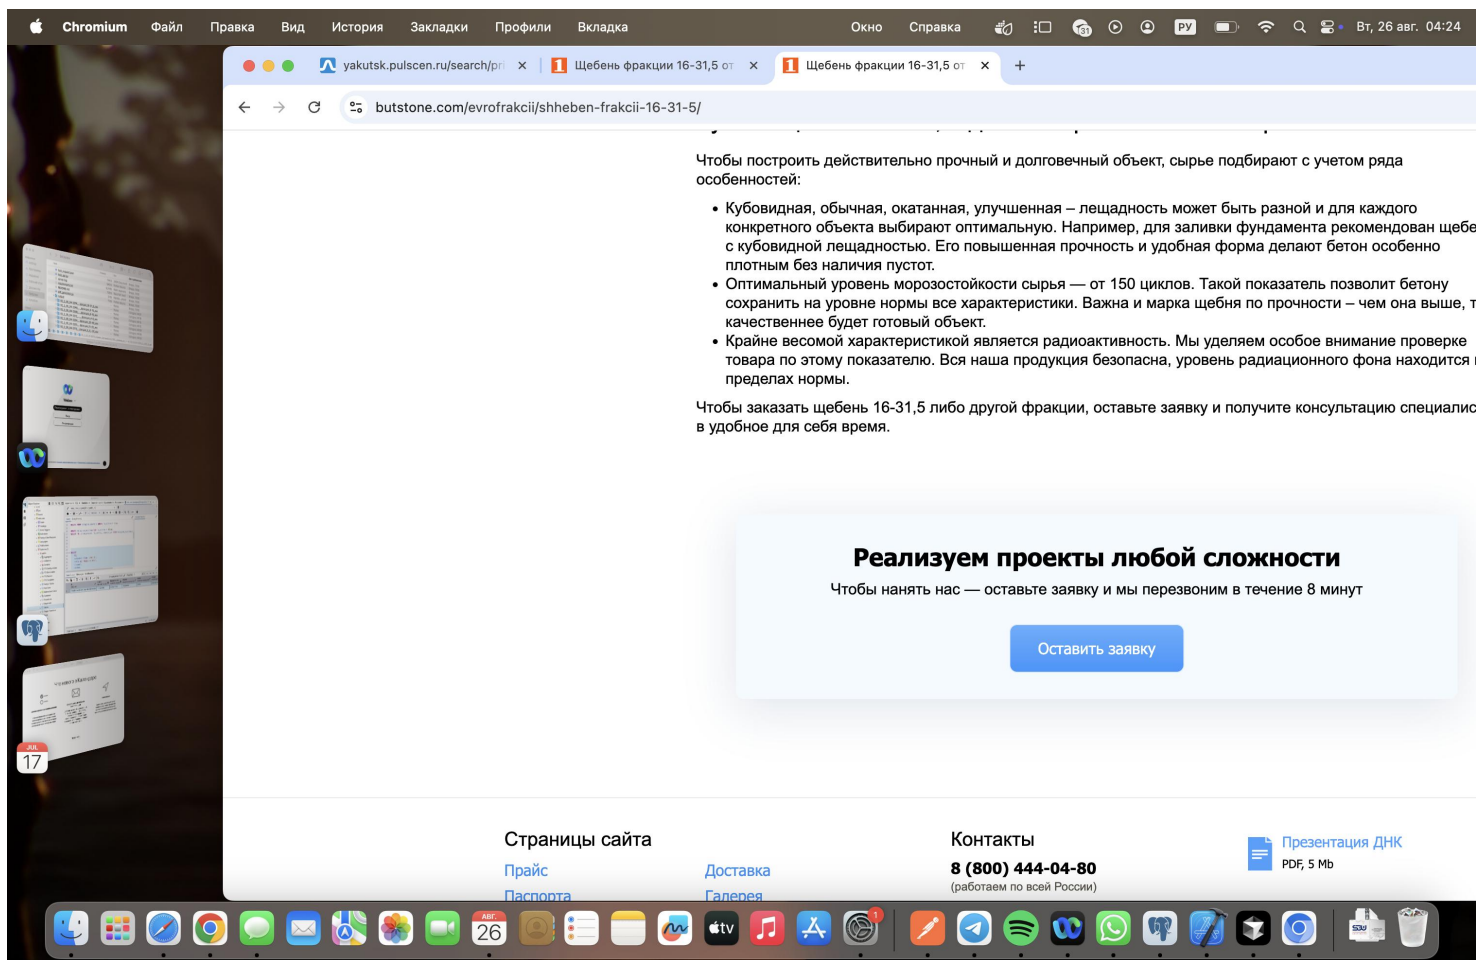 Chromium Файл Правка Вид История Закладки Профили Вкладка Окно Справка 31 РУ Вт, 26 авг. 04:24
yakutsk.pulscen.ru/search/pri Щебень фракции 16-31,5 от Щебень фракции 16-31,5 от
butstone.com/evrofrakcii/shheben-frakcii-16-31-5/
Чтобы построить действительно прочный и долговечный объект, сырье подбирают с учетом ряда
особенностей:
• Кубовидная, обычная, окатанная, улучшенная – лещадность может быть разной и для каждого
конкретного объекта выбирают оптимальную. Например, для заливки фундамента рекомендован щебе
с кубовидной лещадностью. Его повышенная прочность и удобная форма делают бетон особенно
плотным без наличия пустот.
• Оптимальный уровень морозостойкости сырья — от 150 циклов. Такой показатель позволит бетону
сохранить на уровне нормы все характеристики. Важна и марка щебня по прочности – чем она выше, т
качественнее будет готовый объект.
• Крайне весомой характеристикой является радиоактивность. Мы уделяем особое внимание проверке
товара по этому показателю. Вся наша продукция безопасна, уровень радиационного фона находится
пределах нормы.
Чтобы заказать щебень 16-31,5 либо другой фракции, оставьте заявку и получите консультацию специалис
в удобное для себя время.
Реализуем проекты любой сложности
Чтобы нанять нас — оставьте заявку и мы перезвоним в течение 8 минут
Оставить заявку
JUL
17
Страницы сайта
Прайс
Паспорта
Доставка
Галерея
Контакты
8 (800) 444-04-80
(работаем по всей России)
Презентация ДНК
PDF, 5 Mb
АВГ.
26
tv
1